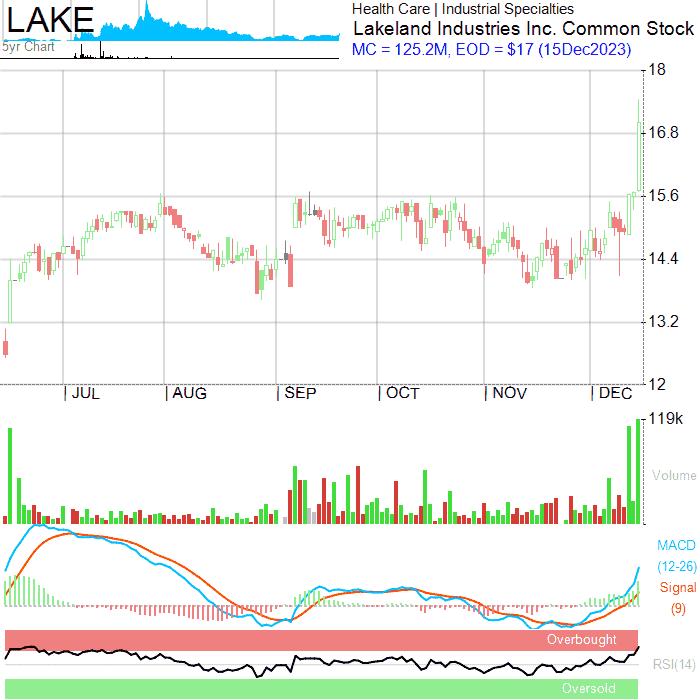 LAKE
5yr Chart
Health Care | Industrial Specialties
Lakeland Industries Inc. Common Stock
MC = 125.2M, EOD = $17 (15Dec2023)
18
16.8
15.6
14.4
13.2
12
| JUL | AUG | SEP | OCT | NOV | DEC
119k
Volume
MACD
(12-26)
Signal
(9)
Overbought
RSI(14)
Oversold